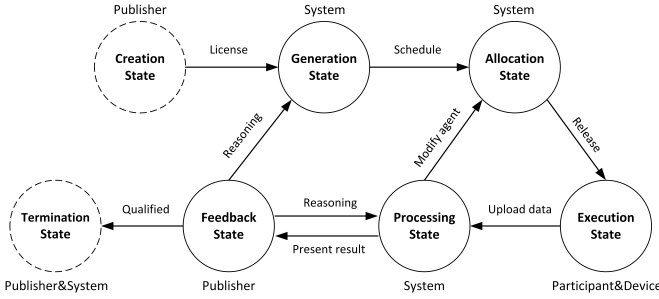 Publisher
System
System
Creation
State
License
Generation
State
Schedule
Allocation
State
Reasoning
Modify agent
Release
Termination
State
Qualified
Feedback
State
Reasoning
Present result
Processing
State
Upload data
Execution
State
Publisher&System
Publisher
System
Participant&Device